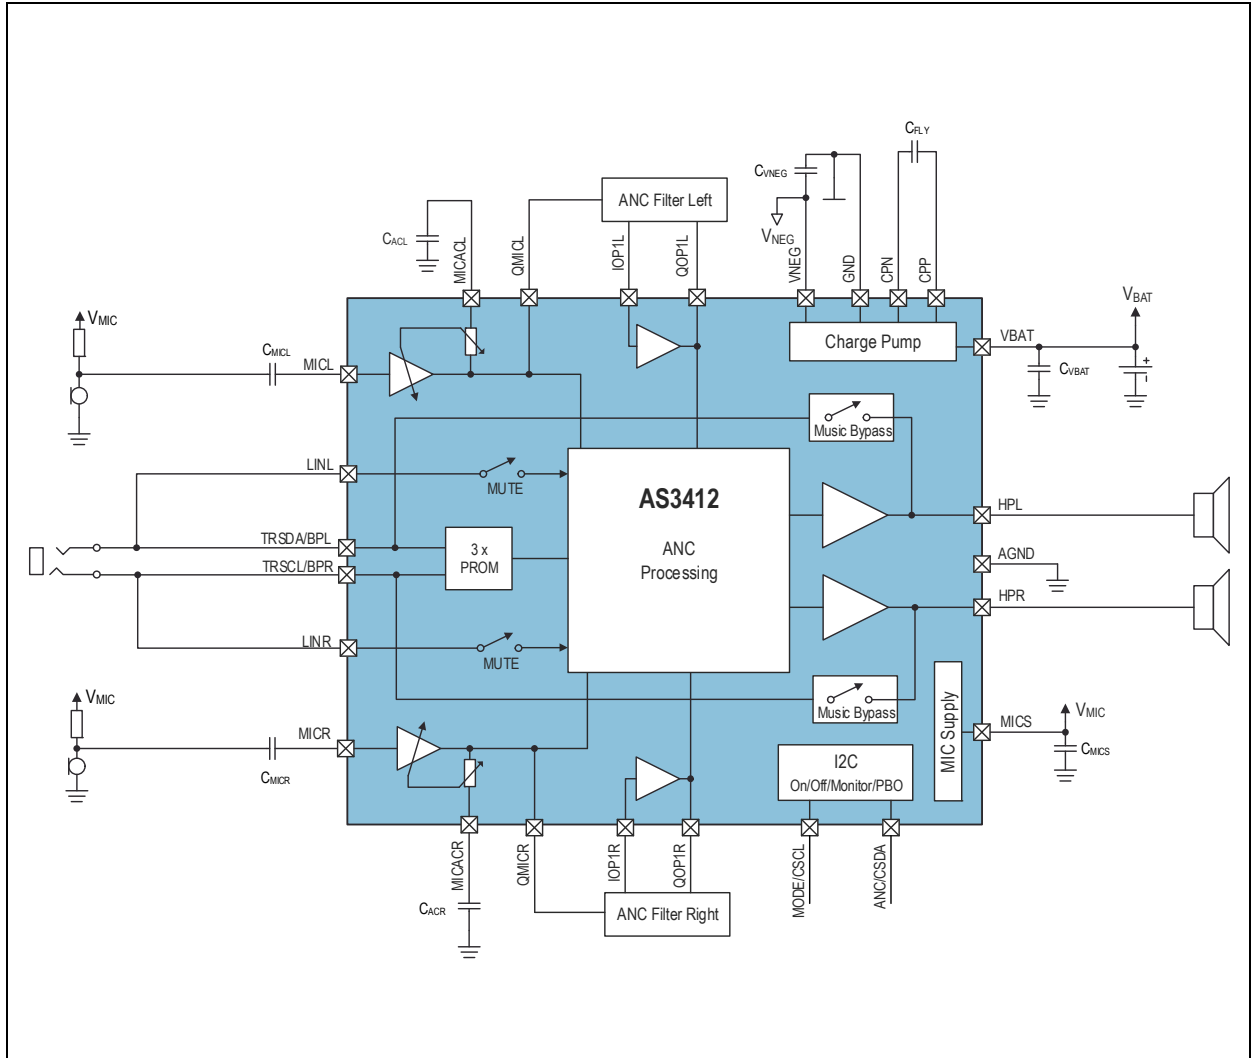 CFLY
CVNEG
ANC Filter Left
VNEG
CACL
MICACL
QMICL
IOP1L
QOP1L
VNEG
GND
CPN
CPP
VBAT
VMIC
Charge Pump
VBAT
CMICL
MICL
CVBAT
+
-
Music Bypass
LINL
MUTE
AS3412
HPL
TRSDA/BPL
3 x
PROM
ANC
Processing
TRSCL/BPR
AGND
HPR
LINR
MUTE
VMIC
Music Bypass
MIC Supply
VMIC
MICR
MICS
CMICR
I2C
On/Off/Monitor/PBO
CMICS
MICACR
QMICR
IOP1R
QOP1R
MODE/CSCL
ANC/CSDA
CACR
ANC Filter Right